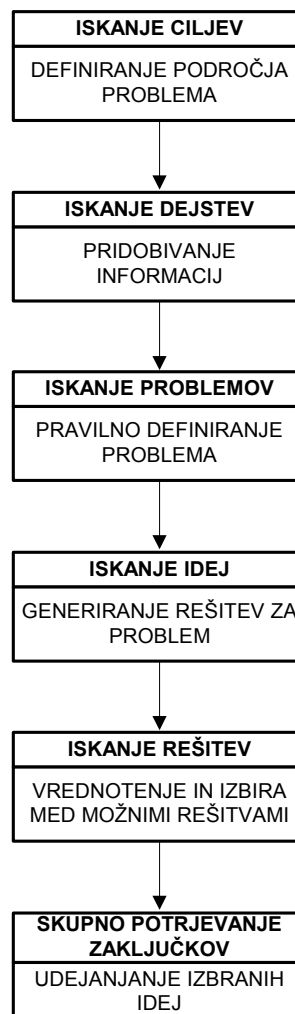 ISKANJE CILJEV
DEFINIRANJE PODROČJA
PROBLEMA
ISKANJE DEJSTEV
PRIDOBIVANJE
INFORMACIJ
ISKANJE PROBLEMOV
PRAVILNO DEFINIRANJE
PROBLEMA
ISKANJE IDEJ
GENERIRANJE REŠITEV ZA
PROBLEM
ISKANJE REŠITEV
VREDNOTENJE IN IZBIRA
MED MOŽNIMI REŠITVAMI
SKUPNO POTRJEVANJE
ZAKLJUČKOV
UDEJANJANJE IZBRANIH
IDEJ